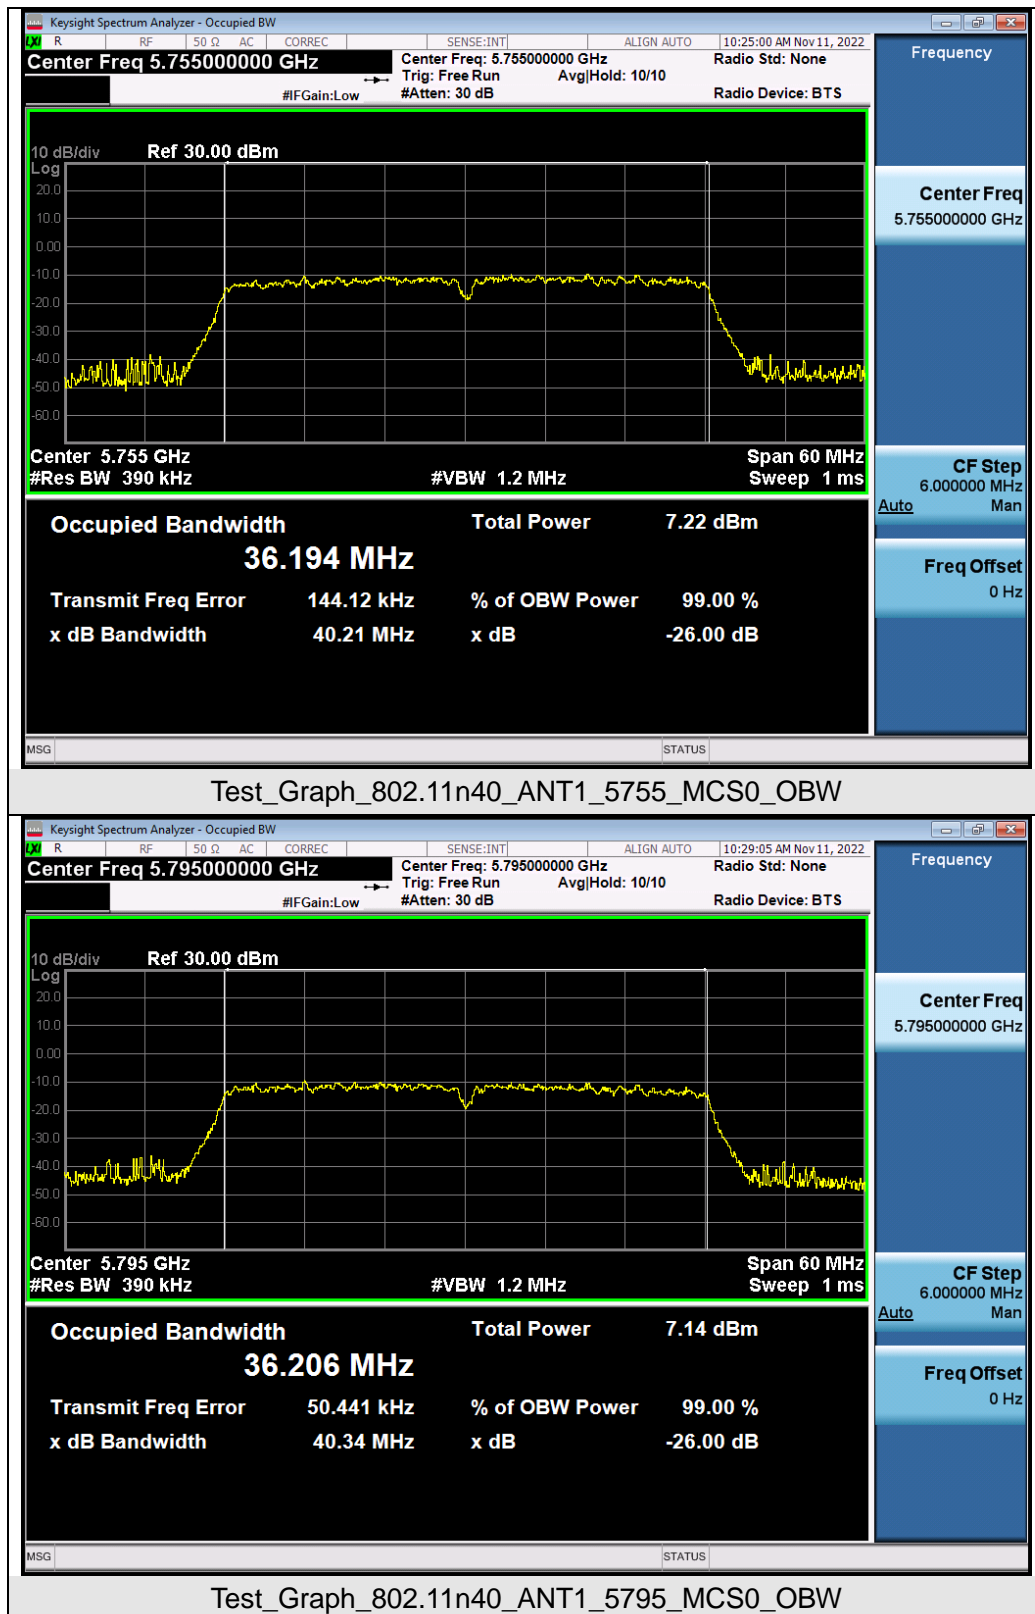 Keysight Spectrum Analyzer - Occupied BW
LXI R RF 50 Ω AC CORREC SENSE:INT ALIGN AUTO 10:25:00 AM Nov 11, 2022
Center Freq 5.755000000 GHz
Center Freq: 5.755000000 GHz
Radio Std: None
Trig: Free Run Avg|Hold: 10/10
#IFGain:Low
#Atten: 30 dB
Radio Device: BTS
Frequency
10 dB/div Ref 30.00 dBm
Log
20.0
10.0
0.00
-10.0
-20.0
-30.0
-40.0
-50.0
-60.0
Center Freq
5.755000000 GHz
Center 5.755 GHz Span 60 MHz
#Res BW 390 kHz #VBW 1.2 MHz Sweep 1 ms
CF Step
6.000000 MHz
Auto Man
Freq Offset
0 Hz
Occupied Bandwidth Total Power 7.22 dBm
36.194 MHz
Transmit Freq Error 144.12 kHz % of OBW Power 99.00 %
x dB Bandwidth 40.21 MHz x dB -26.00 dB
MSG STATUS
Test_Graph_802.11n40_ANT1_5755_MCS0_OBW
Keysight Spectrum Analyzer - Occupied BW
LXI R RF 50 Ω AC CORREC SENSE:INT ALIGN AUTO 10:29:05 AM Nov 11, 2022
Center Freq 5.795000000 GHz
Center Freq: 5.795000000 GHz
Radio Std: None
Trig: Free Run Avg|Hold: 10/10
#IFGain:Low
#Atten: 30 dB
Radio Device: BTS
Frequency
10 dB/div Ref 30.00 dBm
Log
20.0
10.0
0.00
-10.0
-20.0
-30.0
-40.0
-50.0
-60.0
Center Freq
5.795000000 GHz
Center 5.795 GHz Span 60 MHz
#Res BW 390 kHz #VBW 1.2 MHz Sweep 1 ms
CF Step
6.000000 MHz
Auto Man
Freq Offset
0 Hz
Occupied Bandwidth Total Power 7.14 dBm
36.206 MHz
Transmit Freq Error 50.441 kHz % of OBW Power 99.00 %
x dB Bandwidth 40.34 MHz x dB -26.00 dB
MSG STATUS
Test_Graph_802.11n40_ANT1_5795_MCS0_OBW